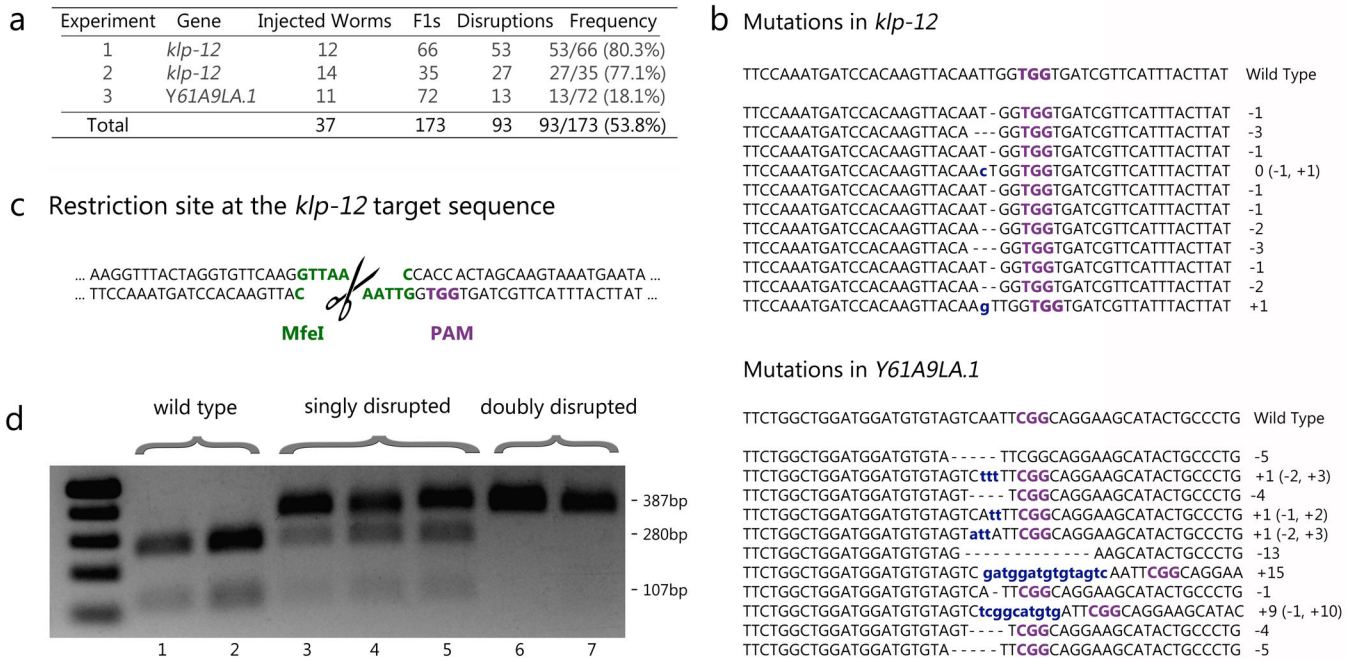 a
Experiment Gene Injected Worms F1s Disruptions Frequency
1 klp-12 12 66 53 53/66 (80.3%)
2 klp-12 14 35 27 27/35 (77.1%)
3 Y61A9LA.1 11 72 13 13/72 (18.1%)
Total 37 173 93 93/173 (53.8%)
b Mutations in klp-12
TTCCAAATGATCCACAAGTTACAATTGGTGGTGATCGTTCATTTACTTAT Wild Type
TTCCAAATGATCCACAAGTTACAAT-GGTGGTGATCGTTCATTTACTTAT -1
TTCCAAATGATCCACAAGTTACA---GGTGGTGATCGTTCATTTACTTAT -3
TTCCAAATGATCCACAAGTTACAAT-GGTGGTGATCGTTCATTTACTTAT -1
TTCCAAATGATCCACAAGTTACAAcTGGTGGTGATCGTTCATTTACTTAT 0 (-1, +1)
TTCCAAATGATCCACAAGTTACAAT-GGTGGTGATCGTTCATTTACTTAT -1
TTCCAAATGATCCACAAGTTACAAT-GGTGGTGATCGTTCATTTACTTAT -1
TTCCAAATGATCCACAAGTTACAA--GGTGGTGATCGTTCATTTACTTAT -2
TTCCAAATGATCCACAAGTTACA---GGTGGTGATCGTTCATTTACTTAT -3
TTCCAAATGATCCACAAGTTACAAT-GGTGGTGATCGTTCATTTACTTAT -1
TTCCAAATGATCCACAAGTTACAA--GGTGGTGATCGTTCATTTACTTAT -2
TTCCAAATGATCCACAAGTTACAAgTTGGTGGTGATCGTTATTTACTTAT +1
Mutations in Y61A9LA.1
TTCTGGCTGGATGGATGTGTAGTCAATTCGGCAGGAAGCATACTGCCCTG Wild Type
TTCTGGCTGGATGGATGTGTA-----TTCGGCAGGAAGCATACTGCCCTG -5
TTCTGGCTGGATGGATGTGTAGTCtttTTCGGCAGGAAGCATACTGCCCTG +1 (-2, +3)
TTCTGGCTGGATGGATGTGTAGT----TCGGCAGGAAGCATACTGCCCTG -4
TTCTGGCTGGATGGATGTGTAGTCAttTTCGGCAGGAAGCATACTGCCCTG +1 (-1, +2)
TTCTGGCTGGATGGATGTGTAGTattATTCGGCAGGAAGCATACTGCCCTG +1 (-2, +3)
TTCTGGCTGGATGGATGTGTAG-------------AAGCATACTGCCCTG -13
TTCTGGCTGGATGGATGTGTAGTC gatggatgtgtagtcAATTCGGCAGGAA +15
TTCTGGCTGGATGGATGTGTAGTCA-TTCGGCAGGAAGCATACTGCCCTG -1
TTCTGGCTGGATGGATGTGTAGTCtcggcatgtgATTCGGCAGGAAGCATAC +9 (-1, +10)
TTCTGGCTGGATGGATGTGTAGT----TCGGCAGGAAGCATACTGCCCTG -4
TTCTGGCTGGATGGATGTGTA-----TTCGGCAGGAAGCATACTGCCCTG -5
c Restriction site at the klp-12 target sequence
... AAGGTTTACTAGGTGTTCAAGGTTAA CCACCACTAGCAAGTAAATGAATA ...
... TTCCAAATGATCCACAAGTTAC AATTGGTGGTGATCGTTCATTTACTTAT ...
MfeI PAM
d
wild type singly disrupted doubly disrupted
- 387bp
- 280bp
- 107bp
1 2 3 4 5 6 7